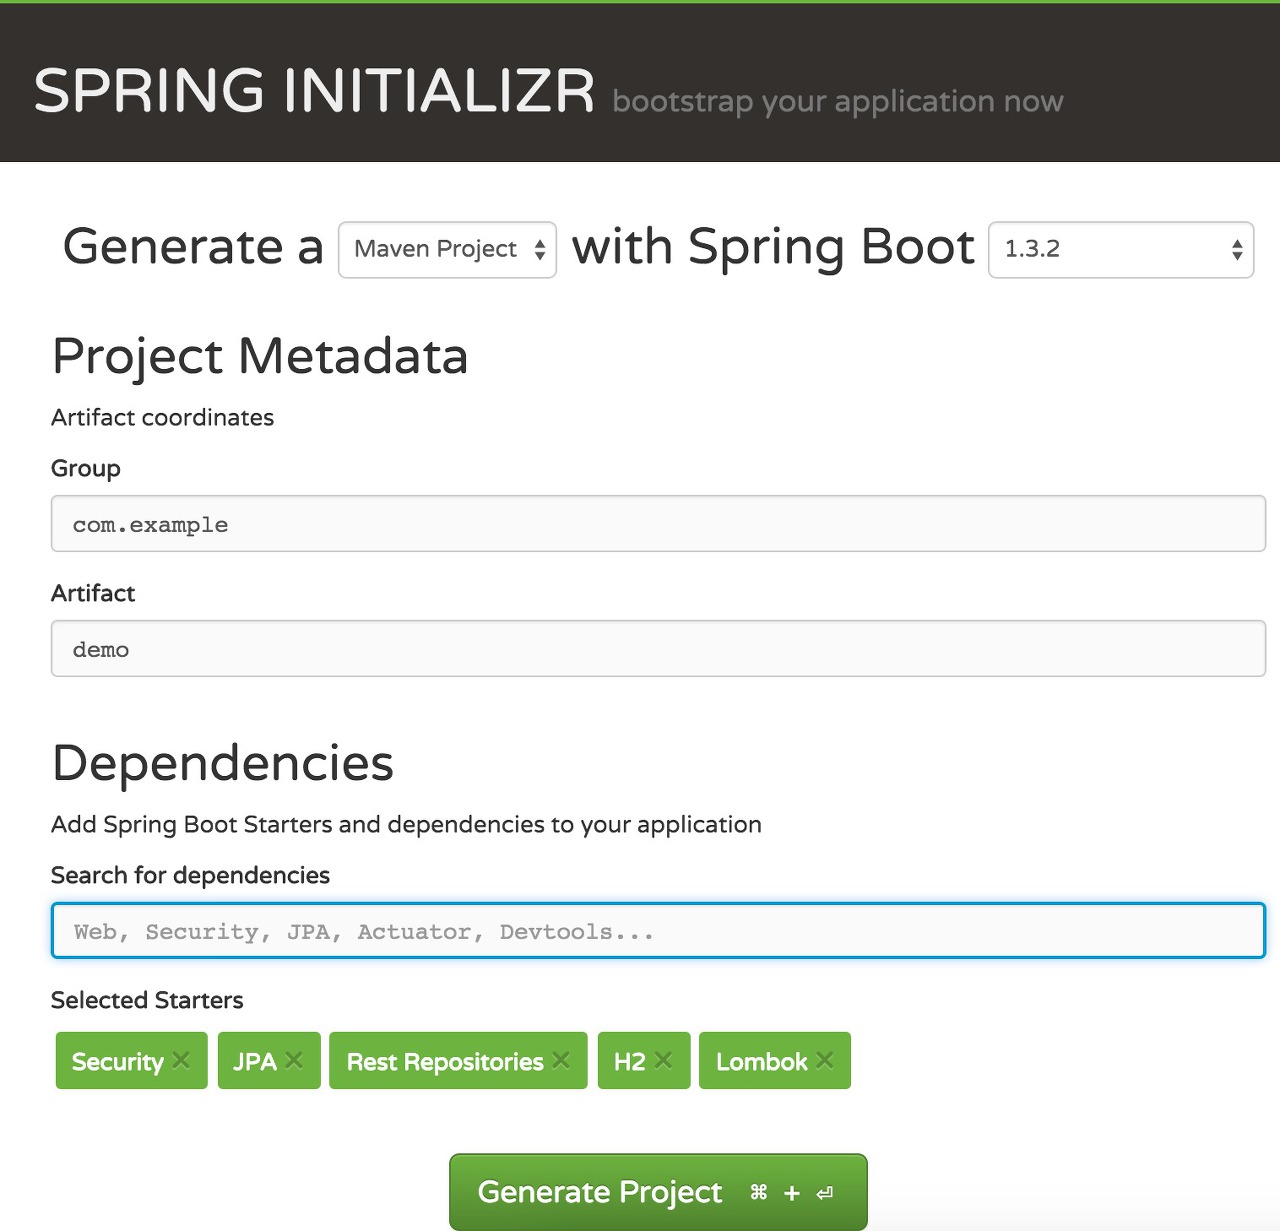 SPRING INITIALIZR bootstrap your application now
Generate a Maven Project with Spring Boot 1.3.2
Project Metadata
Artifact coordinates
Group
com.example
Artifact
demo
Dependencies
Add Spring Boot Starters and dependencies to your application
Search for dependencies
Web, Security, JPA, Actuator, Devtools...
Selected Starters
Security × JPA × Rest Repositories × H2 × Lombok ×
Generate Project ⌘ + ⏎